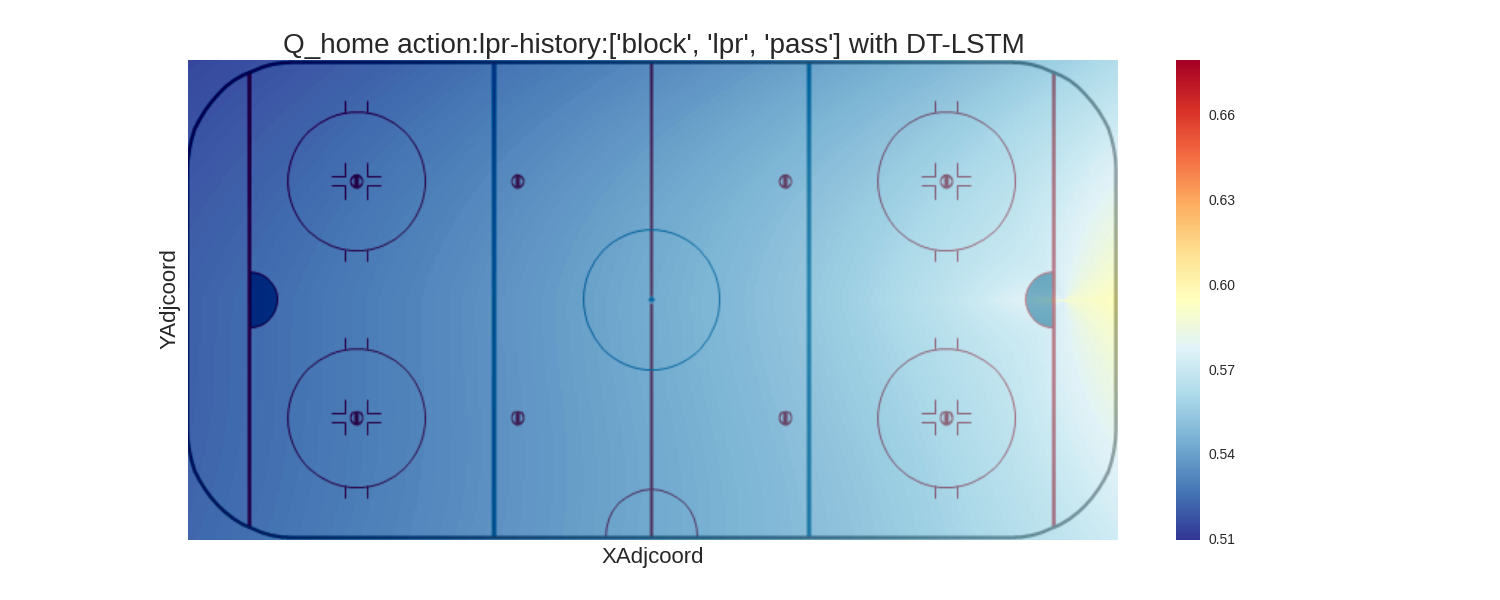 Q_home action:lpr-history:['block', 'lpr', 'pass'] with DT-LSTM
YAdjcoord
XAdjcoord
0.66
0.63
0.60
0.57
0.54
0.51